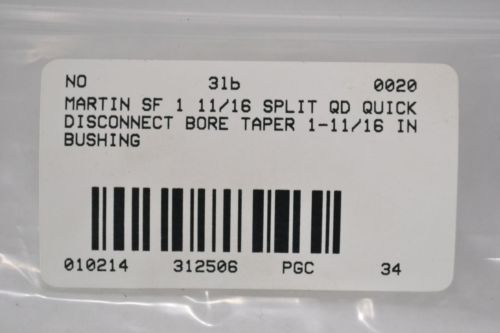 NO 3lb 0020
MARTIN SF 1 11/16 SPLIT QD QUICK
DISCONNECT BORE TAPER 1-11/16 IN
BUSHING
010214 312506 PGC 34